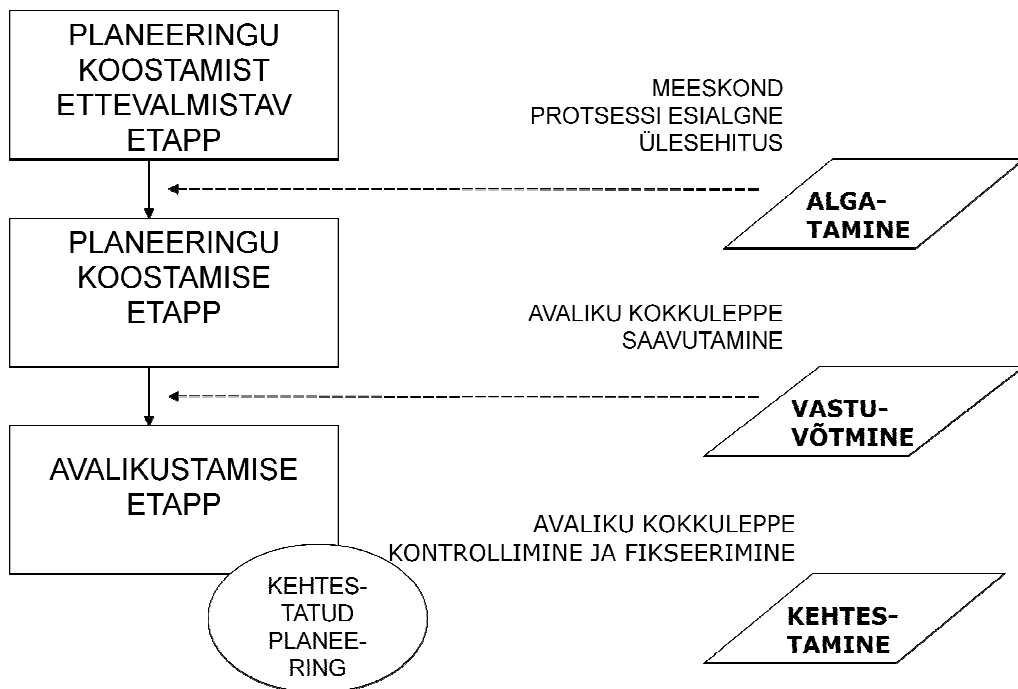 PLANEERINGU
KOOSTAMIST
ETTEVALMISTAV
ETAPP
MEESKOND
PROTSESSI ESIALGNE
ÜLESEHITUS
ALGA-
TAMINE
PLANEERINGU
KOOSTAMISE
ETAPP
AVALIKU KOKKULEPPE
SAAVUTAMINE
VASTU-
VÕTMINE
AVALIKUSTAMISE
ETAPP
AVALIKU KOKKULEPPE
KONTROLLIMINE JA FIKSEERIMINE
KEHTES-
TATUD
PLANEE-
RING
KEHTES-
TAMINE